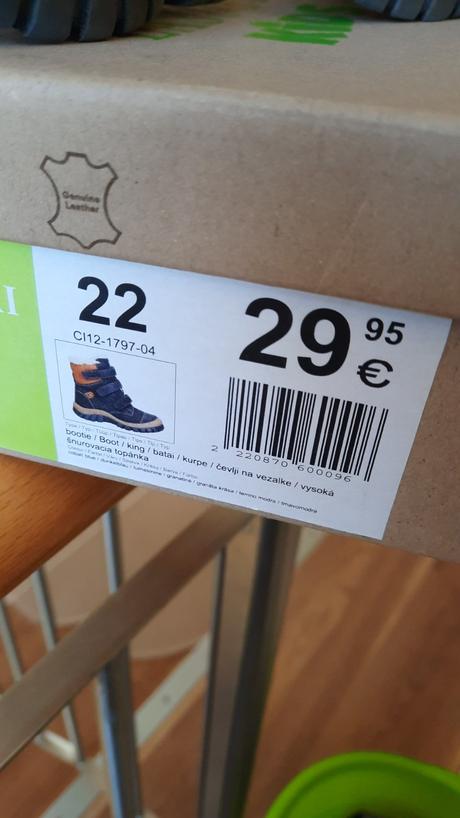 Genuine
Leather
22
CI12-1797-04
29 95 €
2 220870 600096
bootie / Boot / king / batai / kurpe / čevlji na vezalke / vysoká
šnurovacia topánka